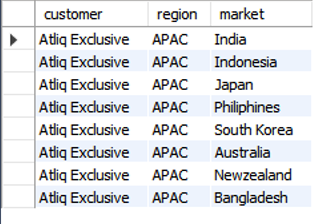 customer region market
Atliq Exclusive APAC India
Atliq Exclusive APAC Indonesia
Atliq Exclusive APAC Japan
Atliq Exclusive APAC Philiphines
Atliq Exclusive APAC South Korea
Atliq Exclusive APAC Australia
Atliq Exclusive APAC Newzealand
Atliq Exclusive APAC Bangladesh